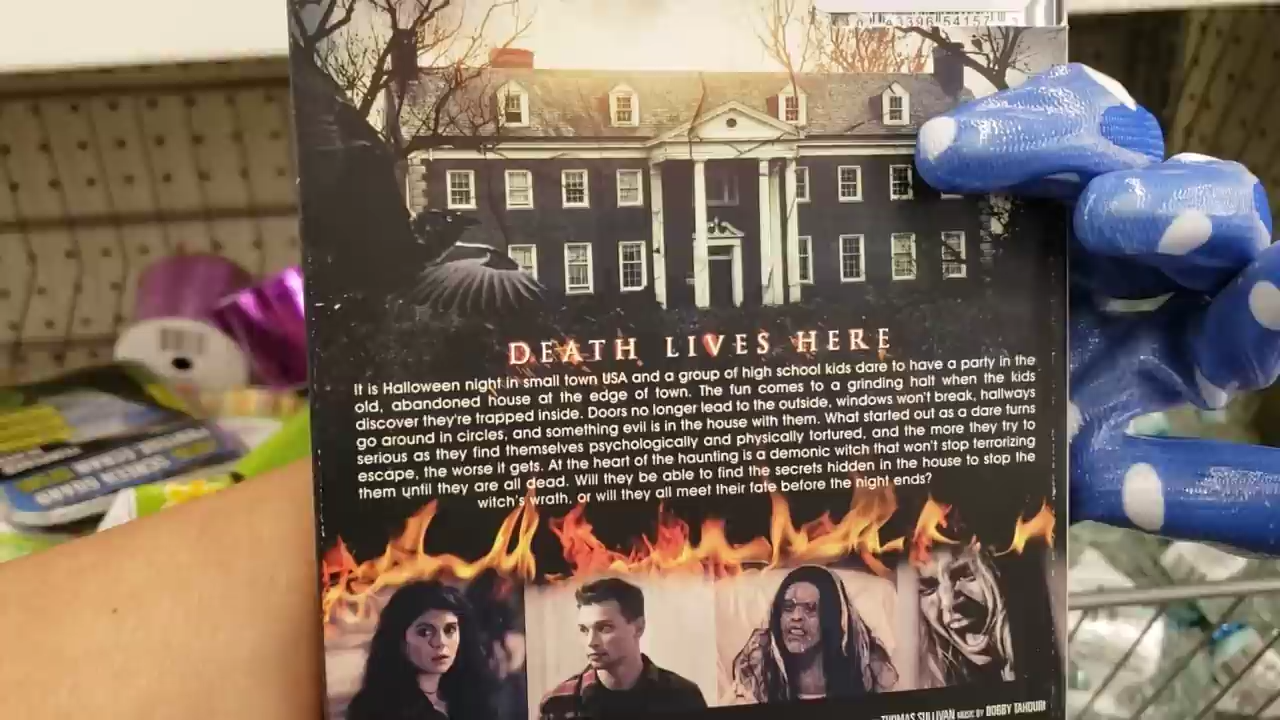 3396 54157
DEATH LIVES HERE
It is Halloween night in small town USA and a group of high school kids dare to have a party in the
old, abandoned house at the edge of town. The fun comes to a grinding halt when the kids
discover they're trapped inside. Doors no longer lead to the outside, windows won't break, hallways
go around in circles, and something evil is in the house with them. What started out as a dare turns
serious as they find themselves psychologically and physically tortured, and the more they try to
escape, the worse it gets. At the heart of the haunting is a demonic witch that won't stop terrorizing
them until they are all dead. Will they be able to find the secrets hidden in the house to stop the
witch's wrath, or will they all meet their fate before the night ends?
THOMAS SULLIVAN MUSIC BY BOBBY TAHOURI